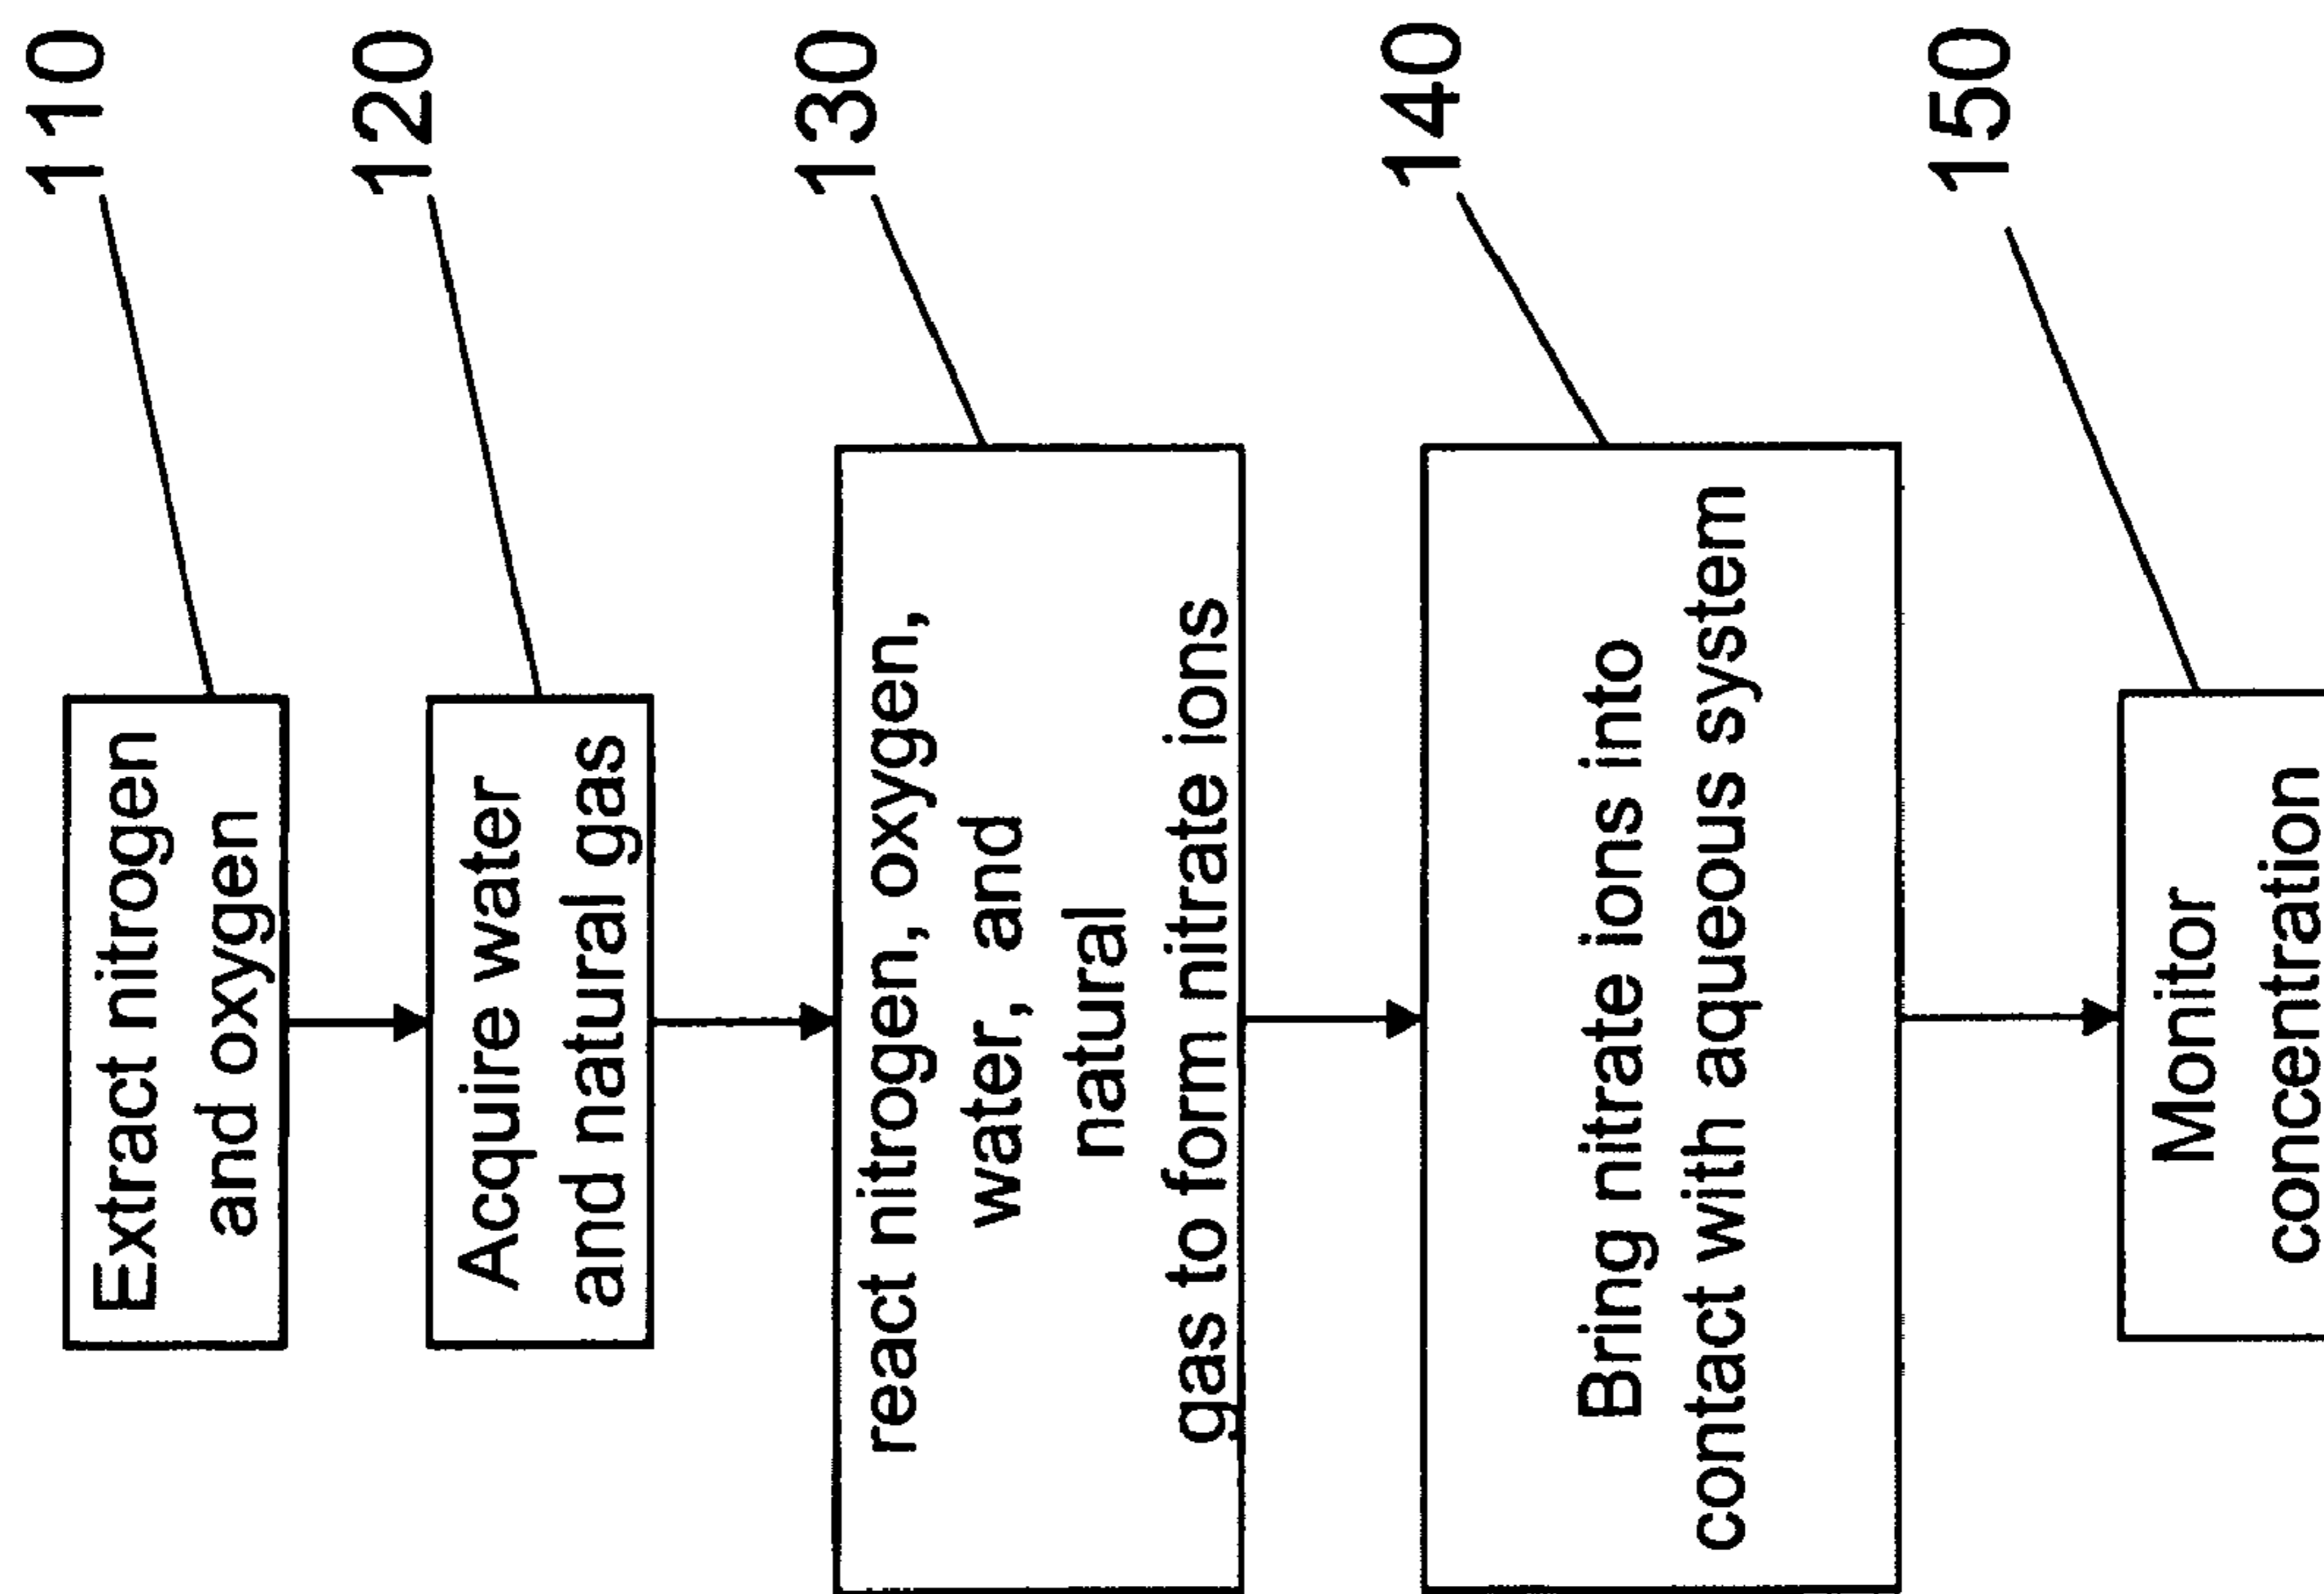 110
Extract nitrogen
and oxygen
120
Acquire water
and natural gas
130
react nitrogen, oxygen,
water, and
natural
gas to form nitrate ions
140
Bring nitrate ions into
contact with aqueous system
150
Monitor
concentration